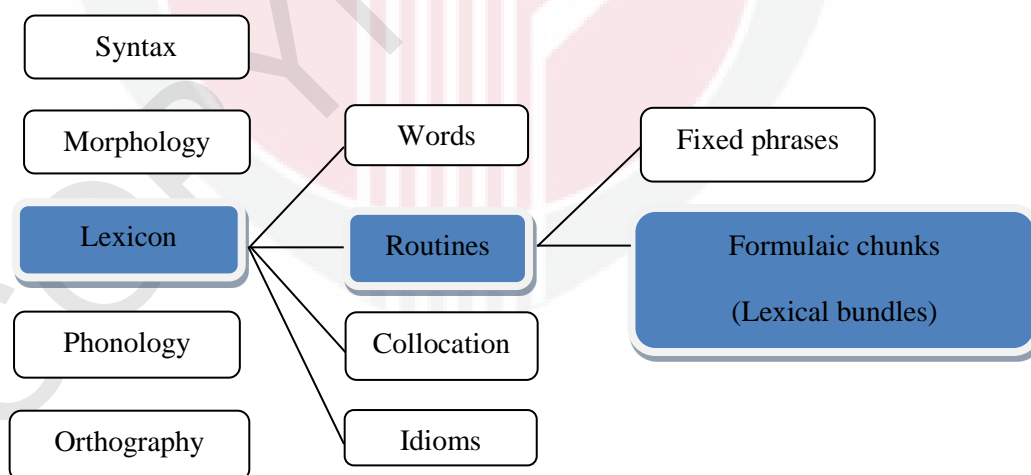 Syntax
Morphology
Lexicon
Phonology
Orthography
Words
Routines
Collocation
Idioms
Fixed phrases
Formulaic chunks
(Lexical bundles)